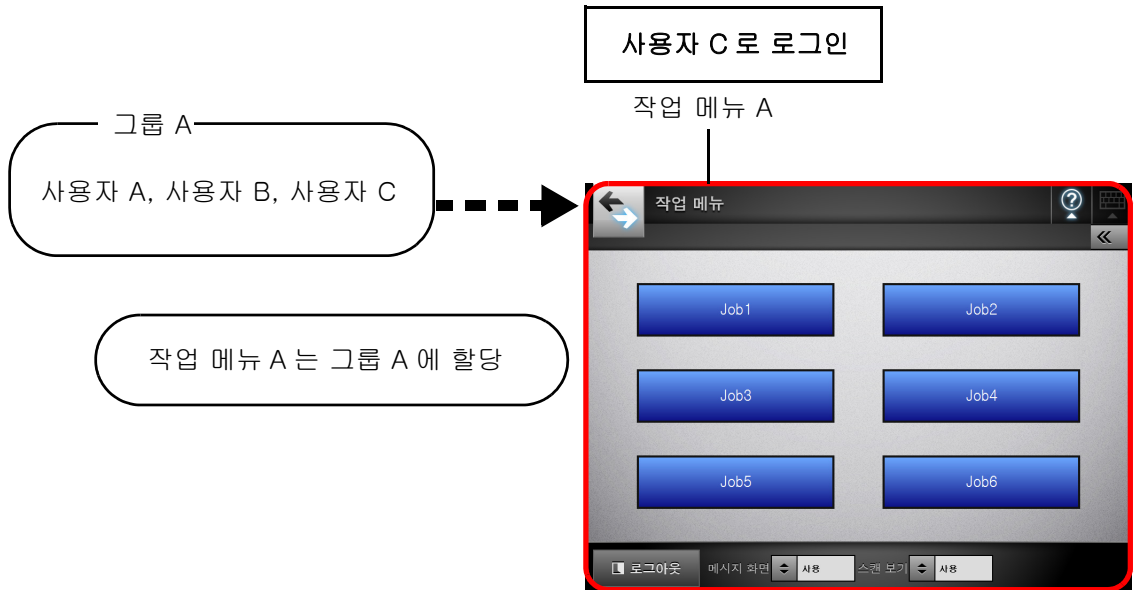 사용자 C 로 로그인
작업 메뉴 A
그룹 A
사용자 A, 사용자 B, 사용자 C
작업 메뉴 A 는 그룹 A 에 할당
작업 메뉴
?
Job1 Job2
Job3 Job4
Job5 Job6
로그아웃 메시지 화면 사용 스캔 보기 사용